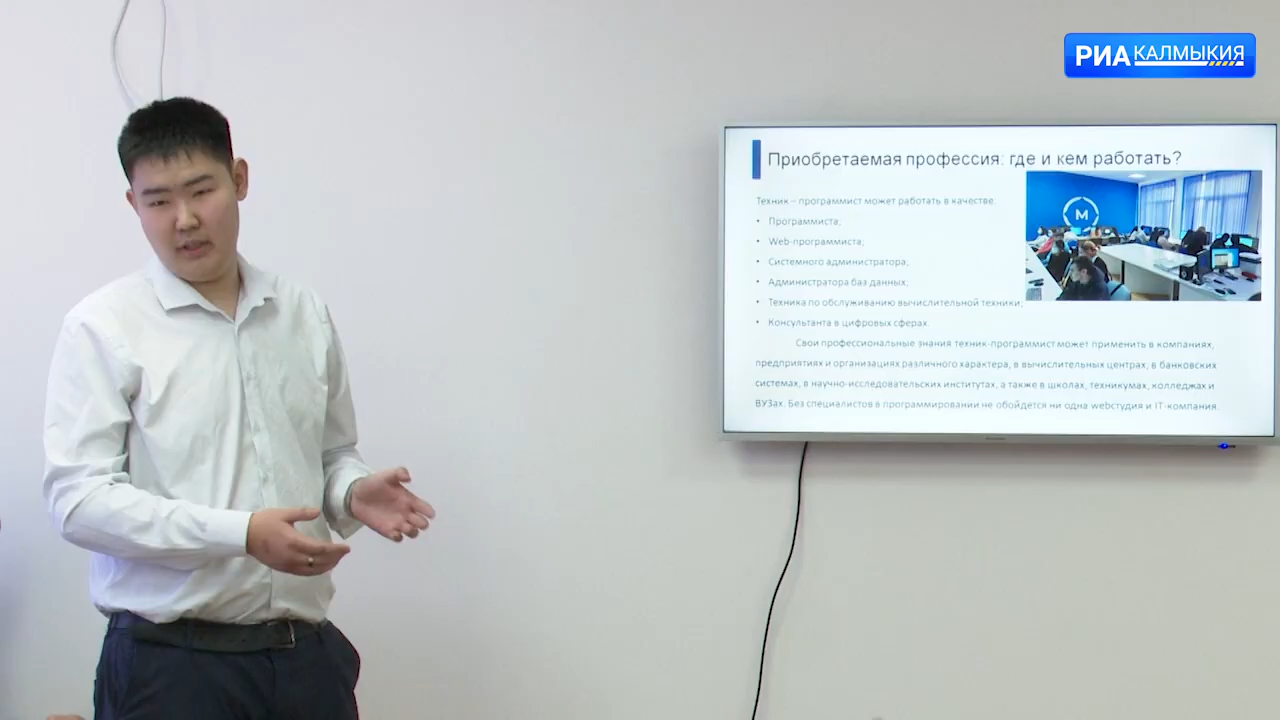 РИА КАЛМЫКИЯ
Приобретаемая профессия: где и кем работать?
Техник – программист может работать в качестве:
• Программиста;
• Web-программиста;
• Системного администратора;
• Администратора баз данных;
• Техника по обслуживанию вычислительной техники;
• Консультанта в цифровых сферах.
Свои профессиональные знания техник-программист может применить в компаниях,
предприятиях и организациях различного характера, в вычислительных центрах, в банковских
системах, в научно-исследовательских институтах, а также в школах, техникумах, колледжах и
ВУЗах. Без специалистов в программировании не обойдется ни одна webстудия и IT-компания.
М